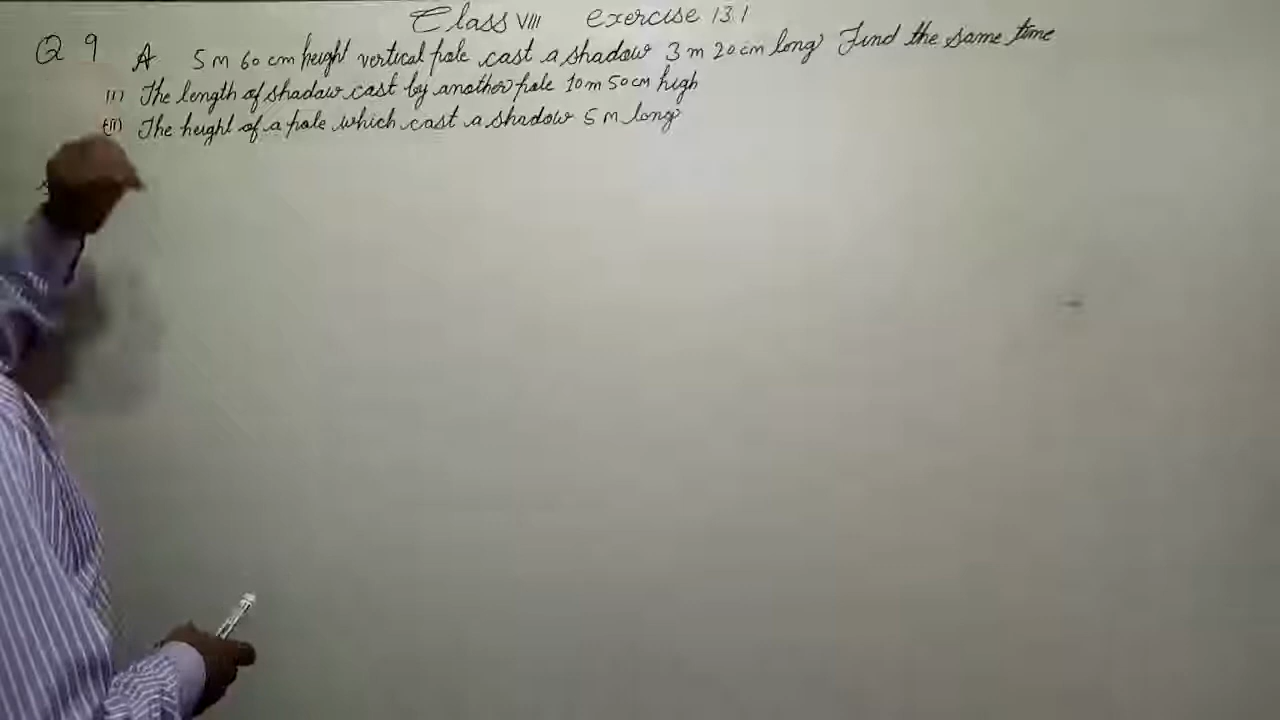 Class VIII exercise 13.1
Q 9 A 5 m 60 cm height vertical pole cast a shadow 3 m 20 cm long Find the same time
(i) The length of shadow cast by another pole 10 m 50 cm high
(ii) The height of a pole which cast a shadow 5 m long